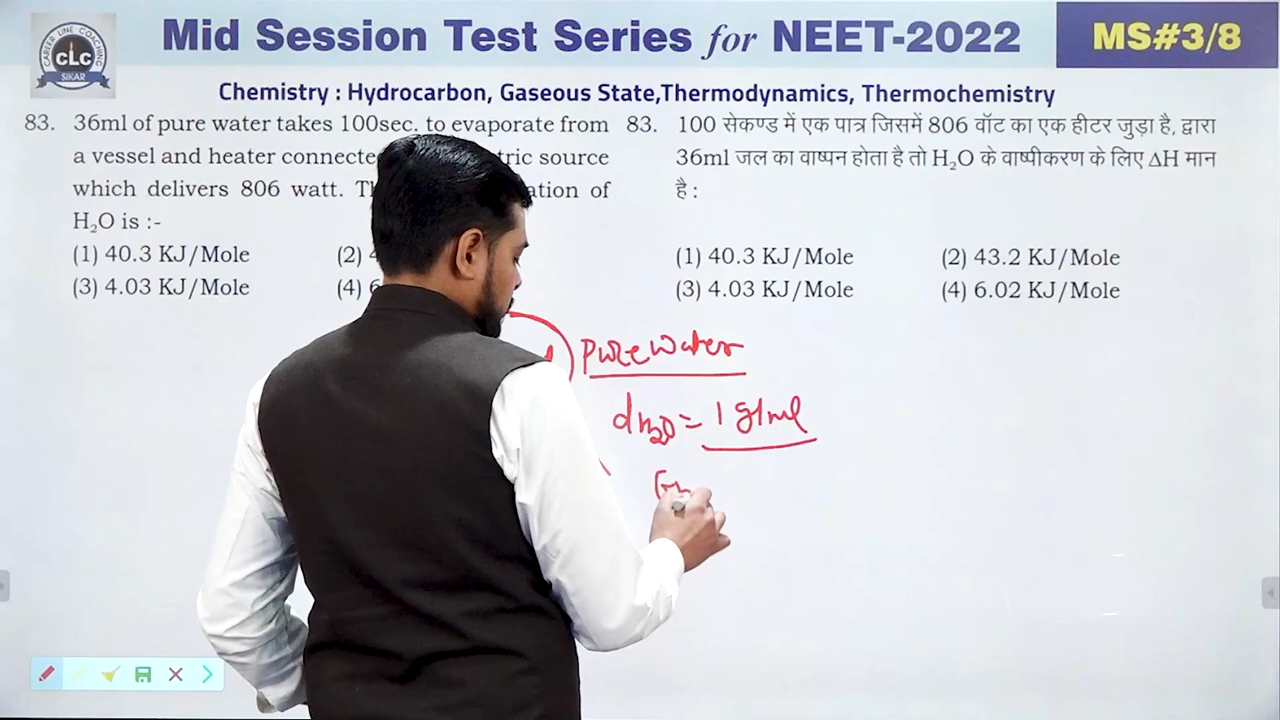 CAREER LINE COACHING
CLC
SIKAR
Mid Session Test Series for NEET-2022
MS#3/8
Chemistry : Hydrocarbon, Gaseous State,Thermodynamics, Thermochemistry
83. 36ml of pure water takes 100sec. to evaporate from
a vessel and heater connecte tric source
which delivers 806 watt. T ation of
H₂O is :-
(1) 40.3 KJ/Mole (2) 4
(3) 4.03 KJ/Mole (4) 6
83. 100 सेकण्ड में एक पात्र जिसमें 806 वॉट का एक हीटर जुड़ा है, द्वारा
36ml जल का वाष्पन होता है तो H₂O के वाष्पीकरण के लिए ΔH मान
है :
(1) 40.3 KJ/Mole (2) 43.2 KJ/Mole
(3) 4.03 KJ/Mole (4) 6.02 KJ/Mole
Pure water
dH₂O = 1 g/ml